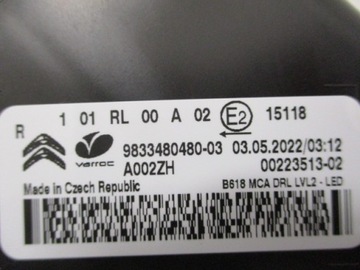 R 1 01 RL 00 A 02 E2 15118
varroc
9833480480-03 03.05.2022/03:12
A002ZH 00223513-02
Made in Czech Republic B618 MCA DRL LVL2 - LED